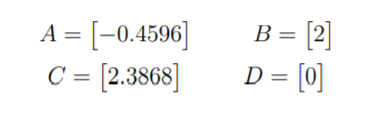 A = [−0.4596] B = [2]
C = [2.3868] D = [0]